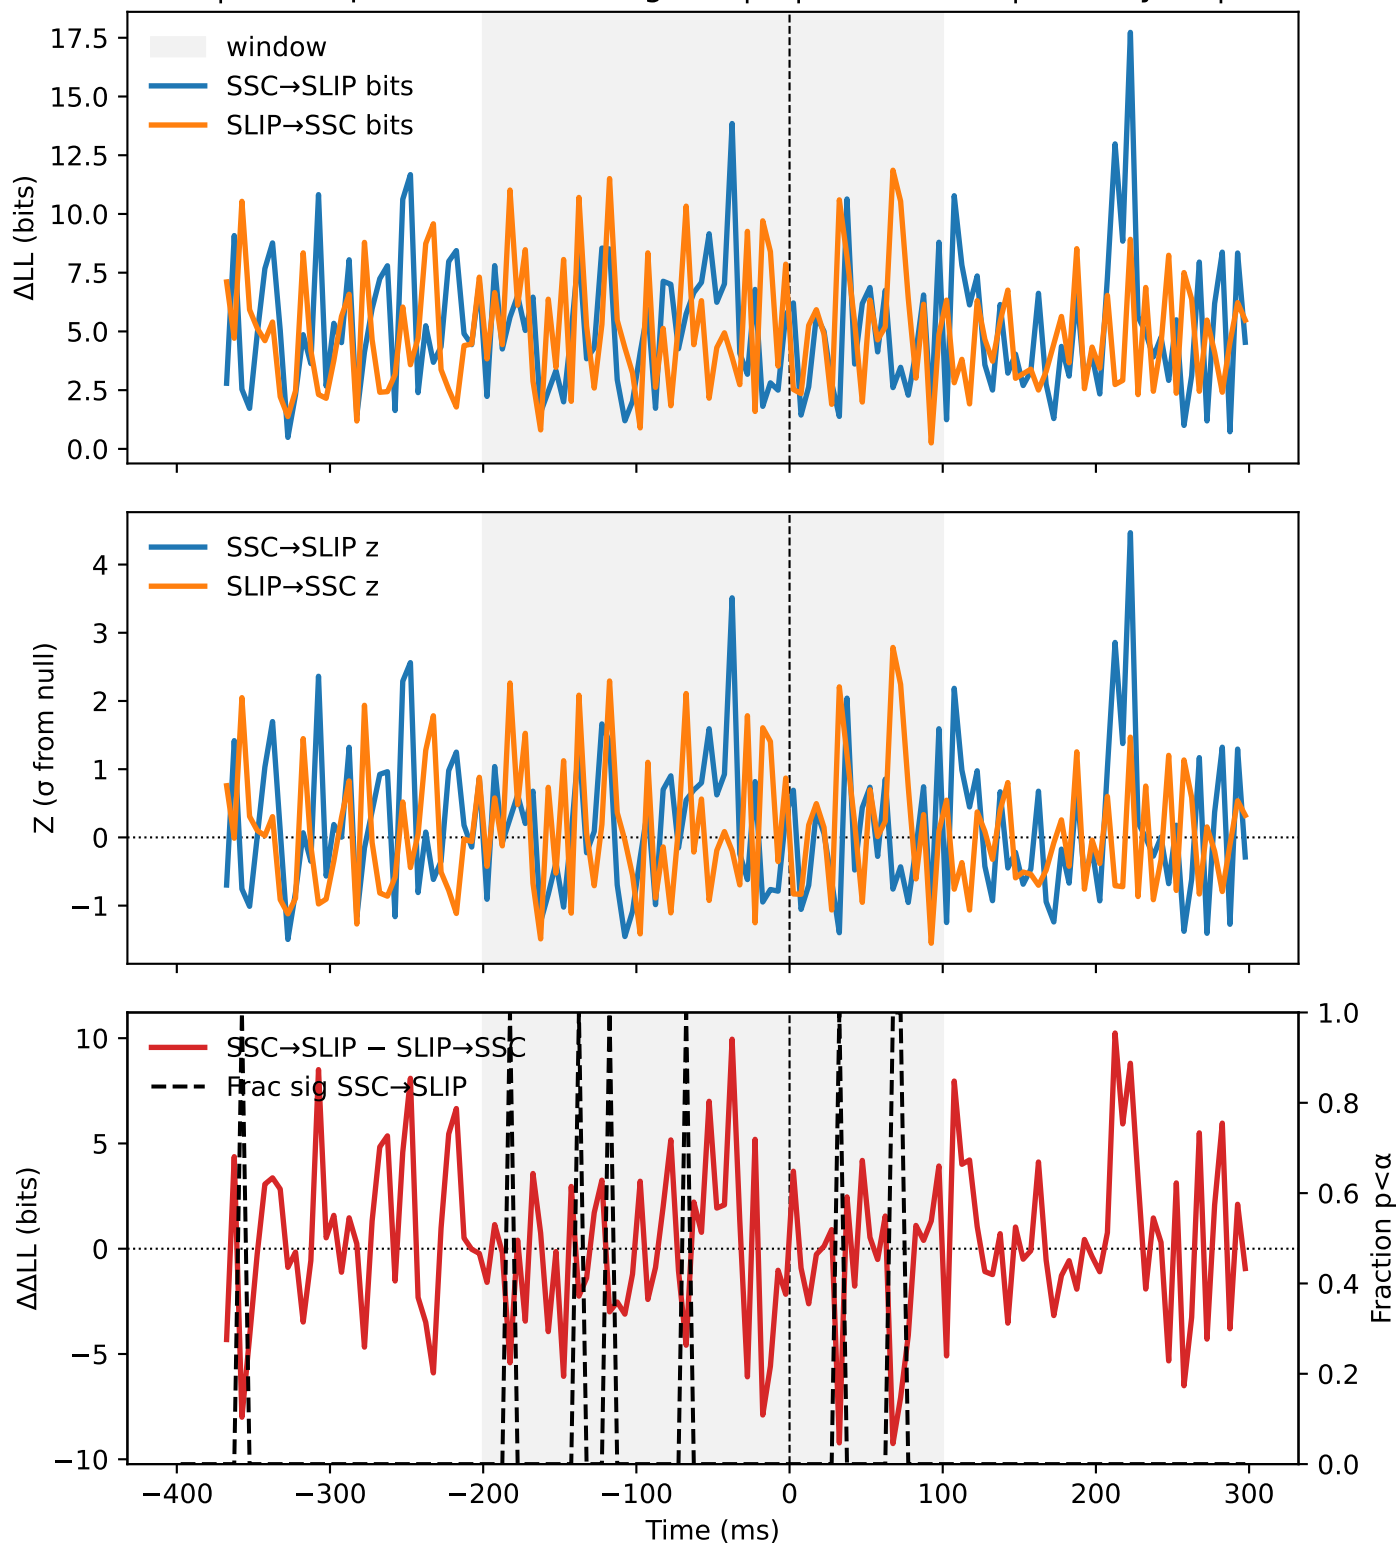 17.5
15.0
12.5
10.0
7.5
5.0
2.5
0.0
ΔLL (bits)
window
SSC→SLIP bits
SLIP→SSC bits
4
3
2
1
0
−1
Z (σ from null)
SSC→SLIP z
SLIP→SSC z
10
5
0
−5
−10
ΔΔLL (bits)
SSC→SLIP − SLIP→SSC
Frac sig SSC→SLIP
1.0
0.8
0.6
0.4
0.2
0.0
Fraction p<α
−400 −300 −200 −100 0 100 200 300
Time (ms)